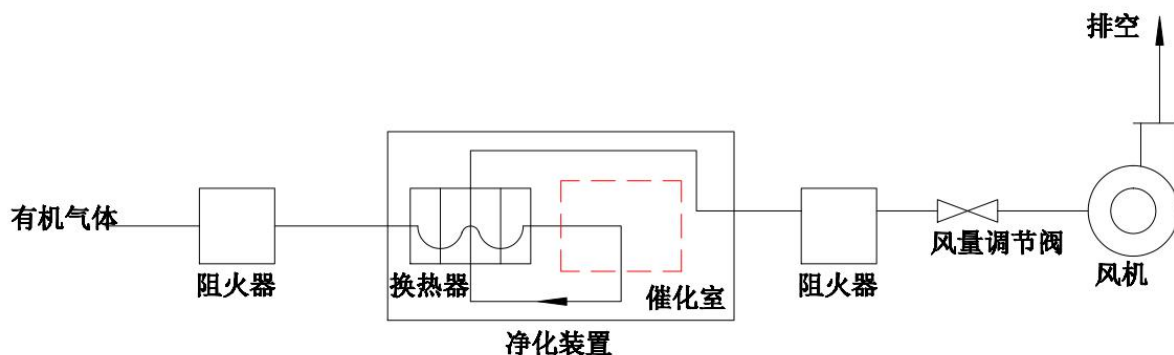 排空
有机气体
阻火器
换热器
催化室
净化装置
阻火器
风量调节阀
风机